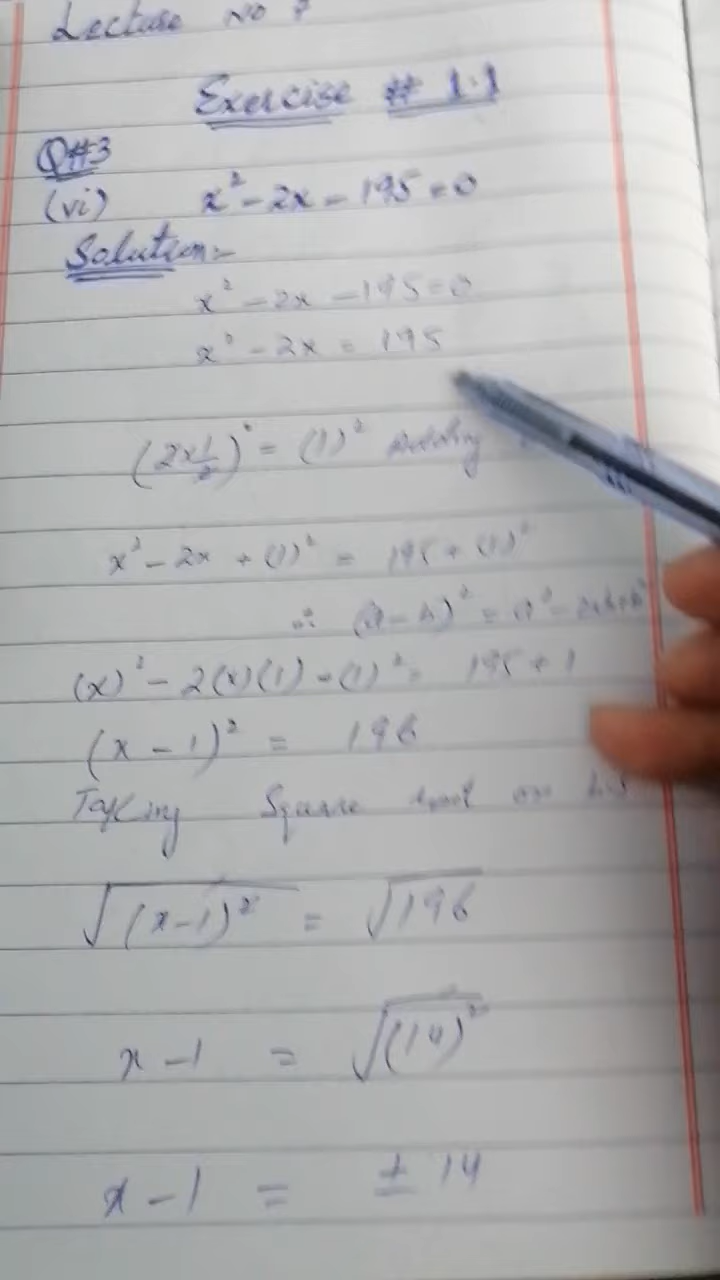 Lecture No 7
Exercise # 1.1
Q#3
(vi) x² - 2x - 195 = 0
Solution:-
x² - 2x - 195 = 0
x² - 2x = 195
(2x1/2)² = (1)² adding
x² - 2x + (1)² = 195 + (1)²
∴ (a - b)² = a² - 2ab + b²
(x)² - 2(x)(1) + (1)² = 195 + 1
(x - 1)² = 196
Taking Square root on
√(x-1)² = √196
x - 1 = √(14)²
x - 1 = ± 14